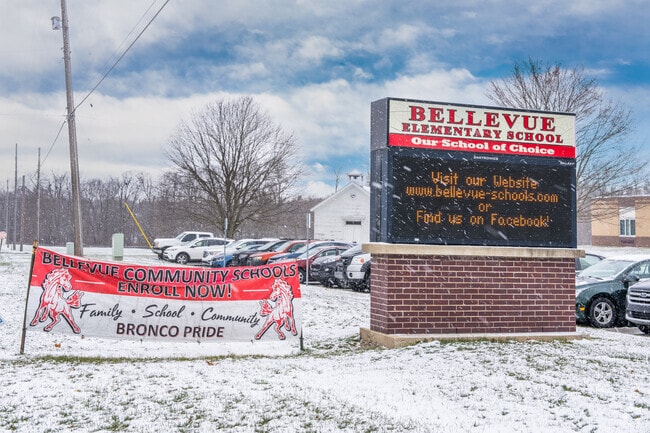 BELLEVUE
ELEMENTARY SCHOOL
Our School of Choice
DAKTRONICS
Visit our Website
www.bellevue-schools.com
or
Find us on Facebook!
BELLEVUE COMMUNITY SCHOOLS
ENROLL NOW!
Family • School • Community
BRONCO PRIDE